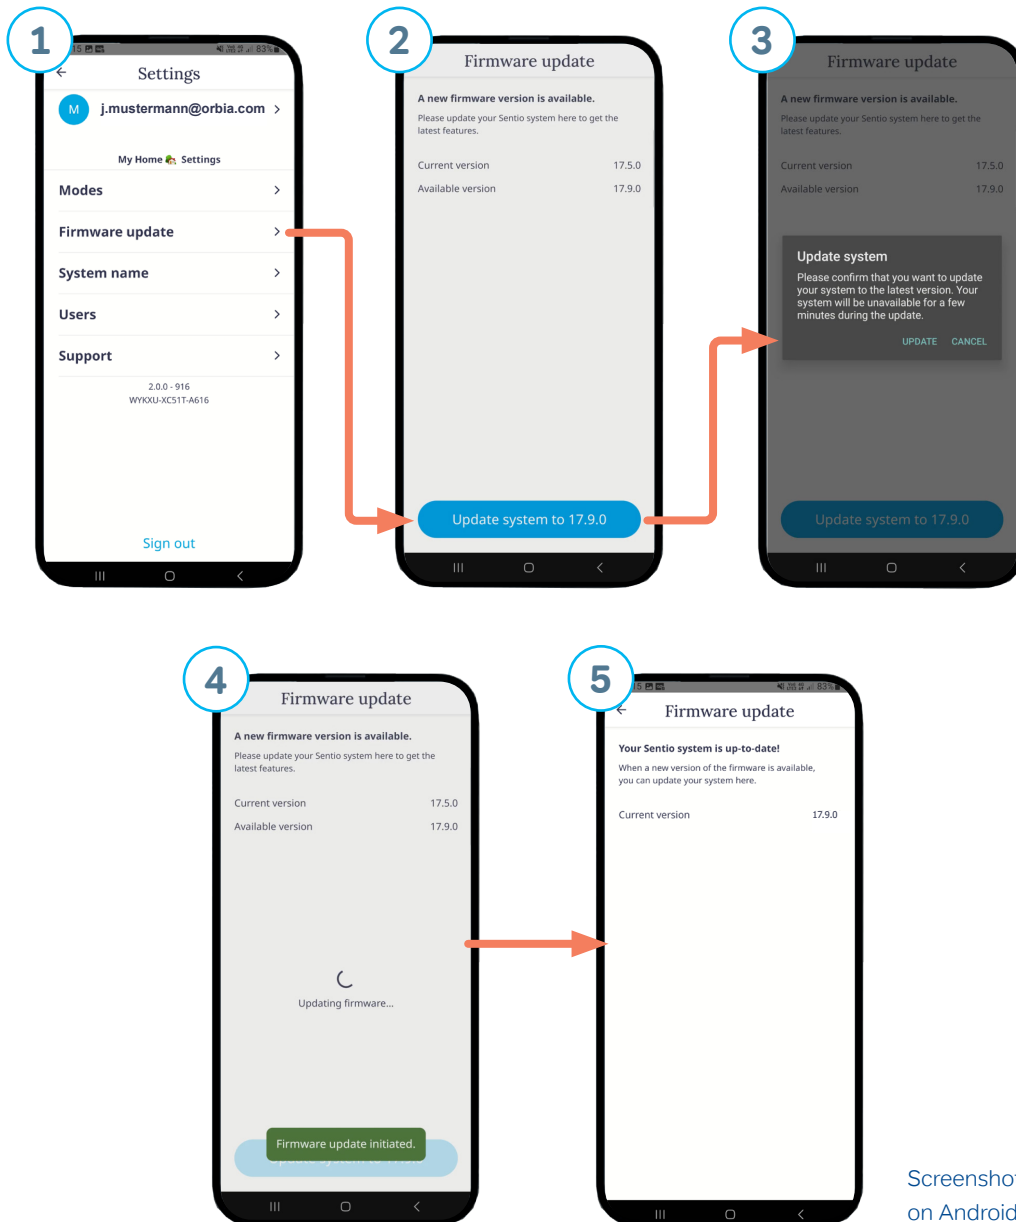 1
15
83%
Settings
M
j.mustermann@orbia.com
My Home Settings
Modes
Firmware update
System name
Users
Support
2.0.0 - 916
WYKXU-XC51T-A616
Sign out
2
Firmware update
A new firmware version is available.
Please update your Sentio system here to get the
latest features.
Current version 17.5.0
Available version 17.9.0
Update system to 17.9.0
3
Firmware update
A new firmware version is available.
Please update your Sentio system here to get the
latest features.
Current version 17.5.0
Available version 17.9.0
Update system
Please confirm that you want to update
your system to the latest version. Your
system will be unavailable for a few
minutes during the update.
UPDATE CANCEL
Update system to 17.9.0
4
Firmware update
A new firmware version is available.
Please update your Sentio system here to get the
latest features.
Current version 17.5.0
Available version 17.9.0
Updating firmware...
Firmware update initiated.
5
83%
Firmware update
Your Sentio system is up-to-date!
When a new version of the firmware is available,
you can update your system here.
Current version 17.9.0
Screenshot
on Android